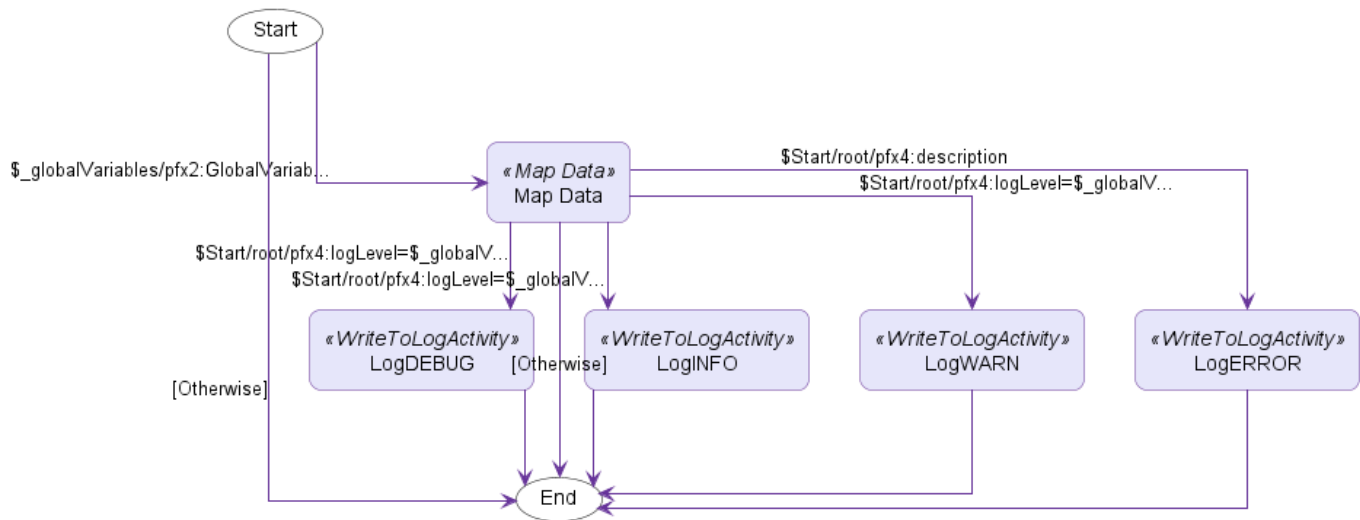 Start
$Start/root/pfx4:description
$_globalVariables/pfx2:GlobalVariab...
«Map Data»
Map Data
$Start/root/pfx4:logLevel=$_globalV...
$Start/root/pfx4:logLevel=$_globalV...
$Start/root/pfx4:logLevel=$_globalV...
«WriteToLogActivity»
LogDEBUG
«WriteToLogActivity»
LogINFO
«WriteToLogActivity»
LogWARN
«WriteToLogActivity»
LogERROR
[Otherwise]
[Otherwise]
End